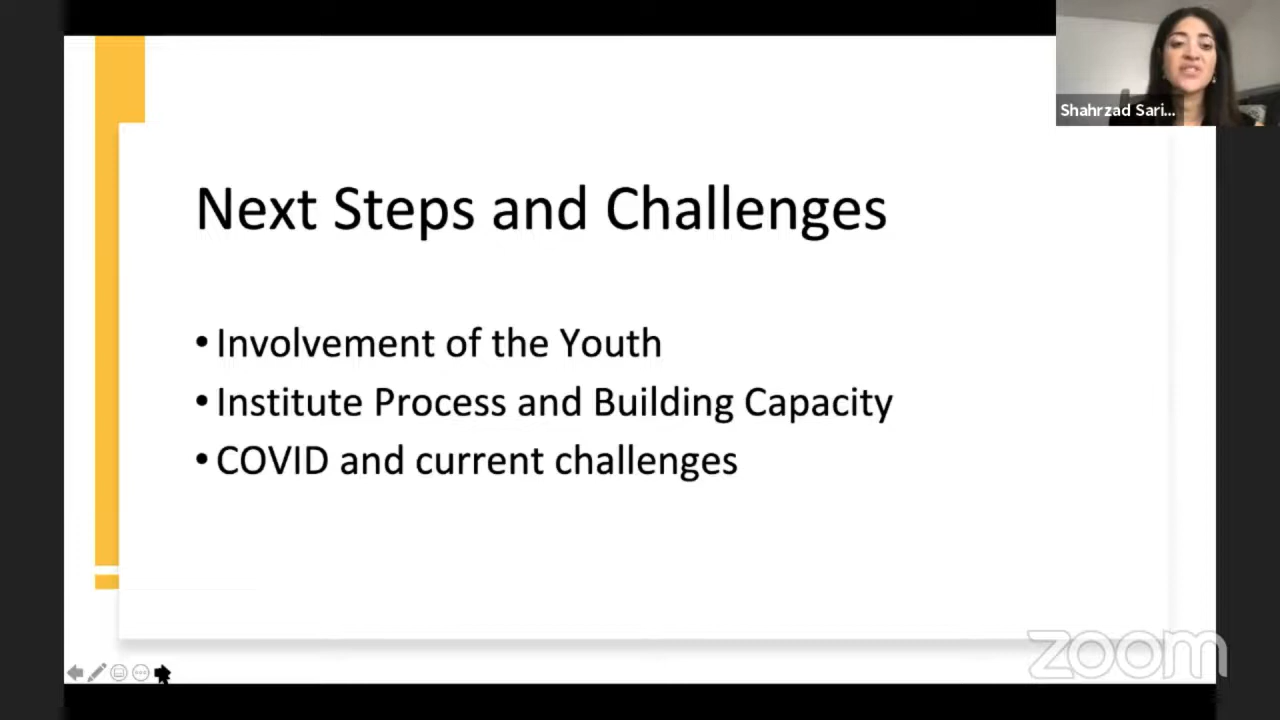 Shahrzad Sari...
Next Steps and Challenges
• Involvement of the Youth
• Institute Process and Building Capacity
• COVID and current challenges
zoom